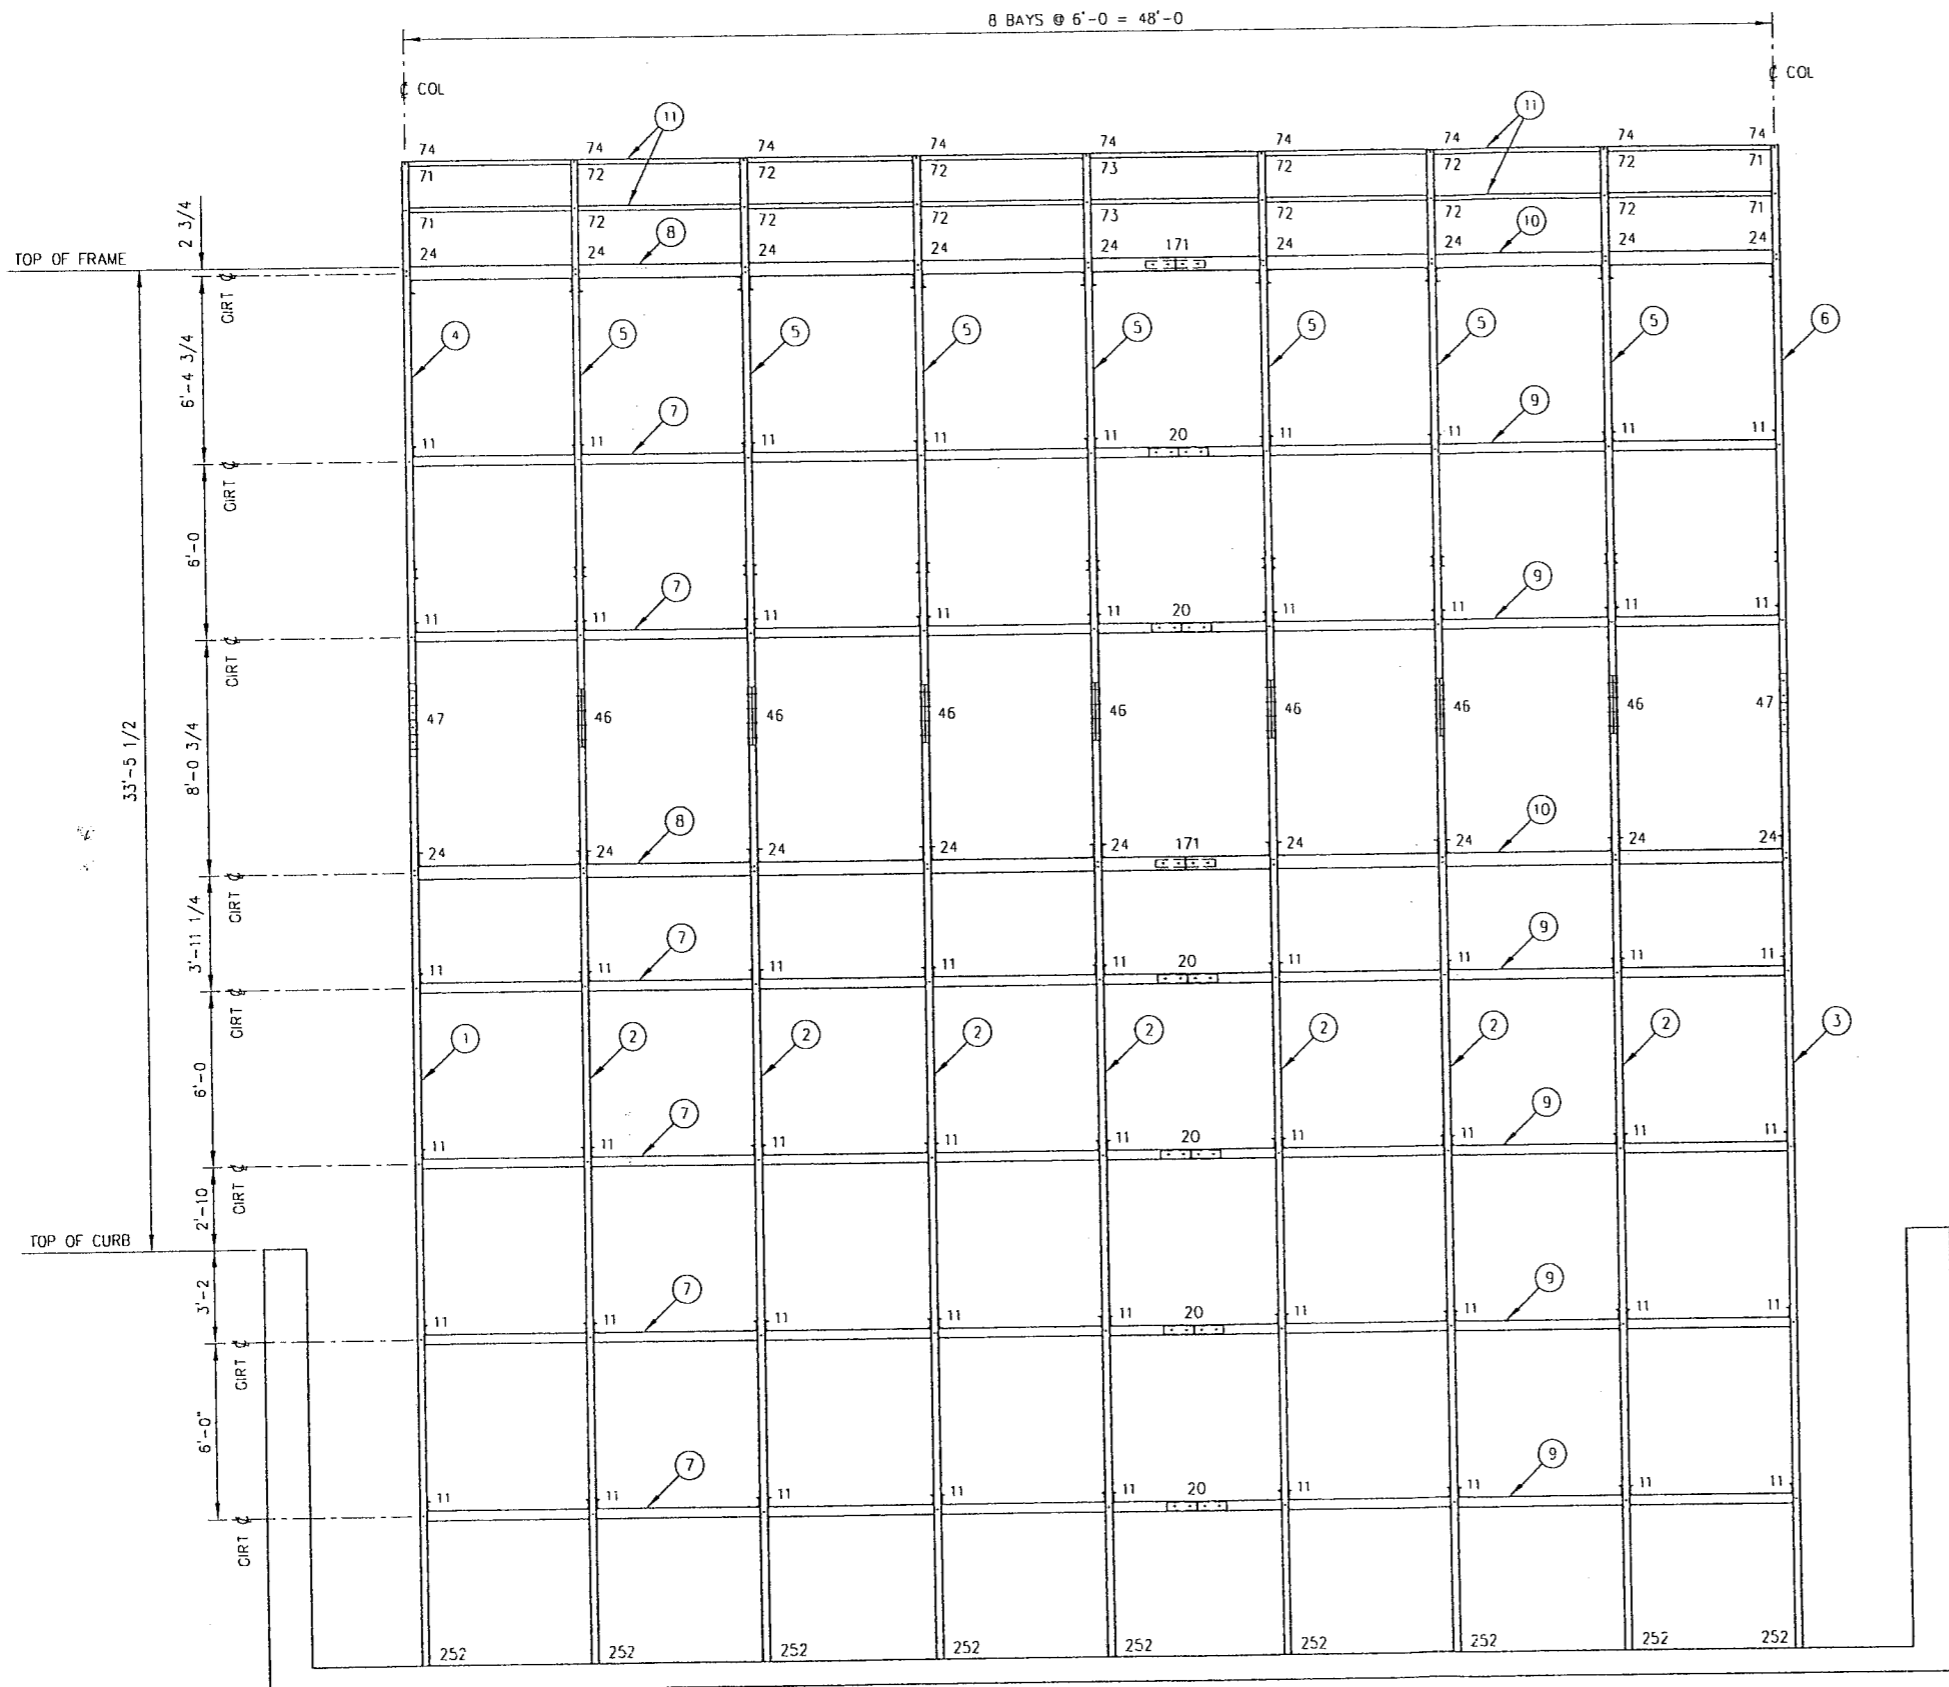 8 BAYS @ 6'-0 = 48'-0
℄ COL
℄ COL
11
11
74 74 74 74 74 74 74 74 74
71 72 72 72 73 72 72 72 71
71 72 72 72 73 72 72 72 71
2 3/4
8
10
24 24 24 24 24 171 24 24 24 24
TOP OF FRAME
GIRT ℄
6'-4 3/4
4 5 5 5 5 5 5 5 6
7
9
11 11 11 11 11 20 11 11 11 11
GIRT ℄
6'-0
7
9
11 11 11 11 11 20 11 11 11 11
GIRT ℄
33'-5 1/2
8'-0 3/4
47 46 46 46 46 46 46 46 47
8
10
24 24 24 24 24 171 24 24 24 24
GIRT ℄
3'-11 1/4
7
9
11 11 11 11 11 20 11 11 11 11
GIRT ℄
6'-0
1 2 2 2 2 2 2 2 3
7
9
11 11 11 11 11 20 11 11 11 11
GIRT ℄
2'-10
TOP OF CURB
3'-2
7
9
11 11 11 11 11 20 11 11 11 11
GIRT ℄
6'-0"
7
9
11 11 11 11 11 20 11 11 11 11
GIRT ℄
252 252 252 252 252 252 252 252 252